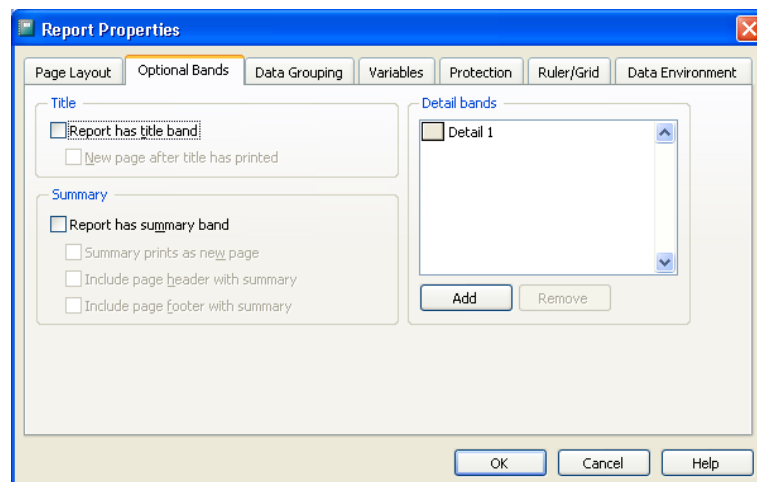 Report Properties
Page Layout Optional Bands Data Grouping Variables Protection Ruler/Grid Data Environment
Title
Report has title band
New page after title has printed
Summary
Report has summary band
Summary prints as new page
Include page header with summary
Include page footer with summary
Detail bands
Detail 1
Add Remove
OK Cancel Help